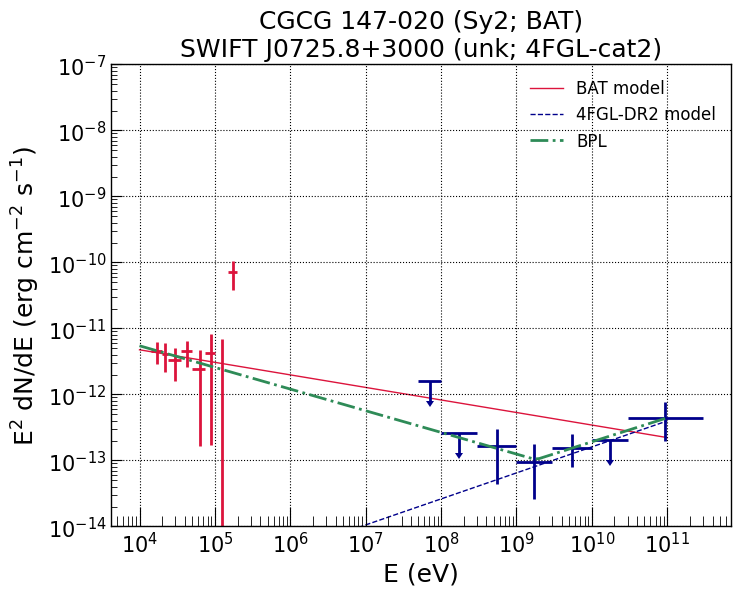 CGCG 147-020 (Sy2; BAT)
SWIFT J0725.8+3000 (unk; 4FGL-cat2)
BAT model
4FGL-DR2 model
BPL
E² dN/dE (erg cm⁻² s⁻¹)
10⁻⁷
10⁻⁸
10⁻⁹
10⁻¹⁰
10⁻¹¹
10⁻¹²
10⁻¹³
10⁻¹⁴
10⁴ 10⁵ 10⁶ 10⁷ 10⁸ 10⁹ 10¹⁰ 10¹¹
E (eV)